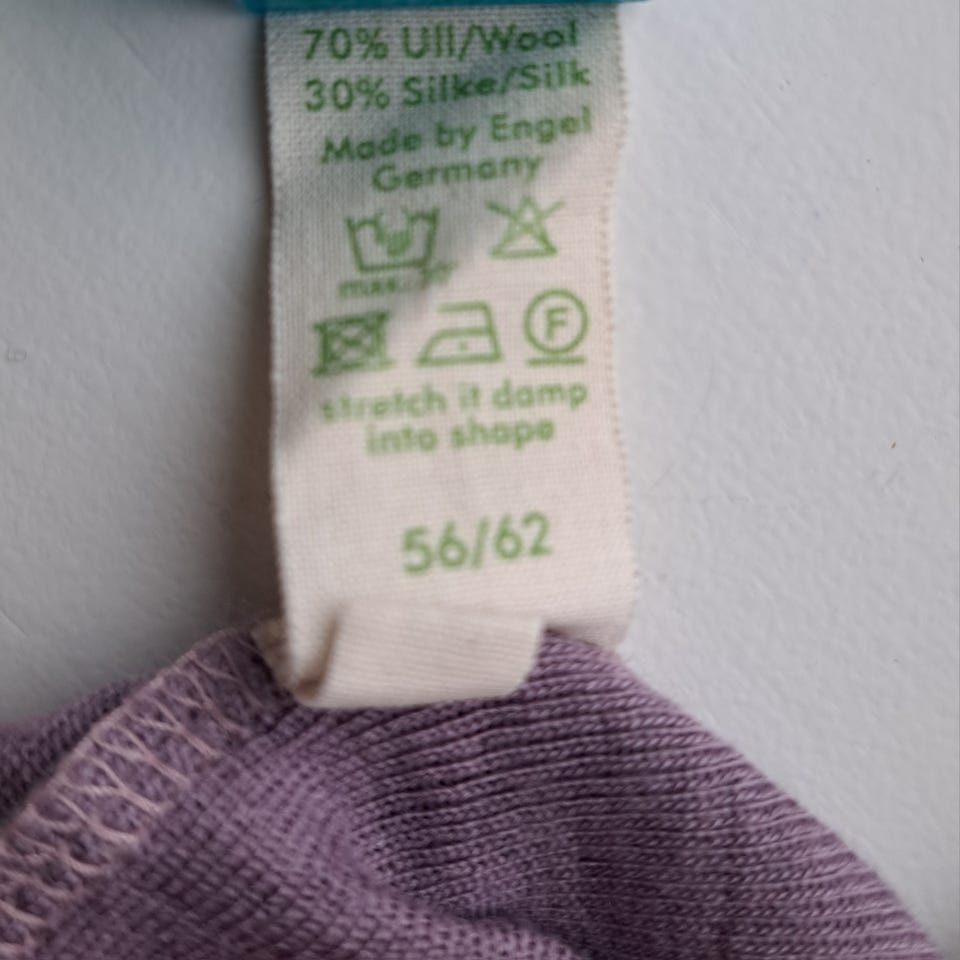 70% Ull/Wool
30% Silke/Silk
Made by Engel
Germany
F
stretch it damp
into shape
56/62